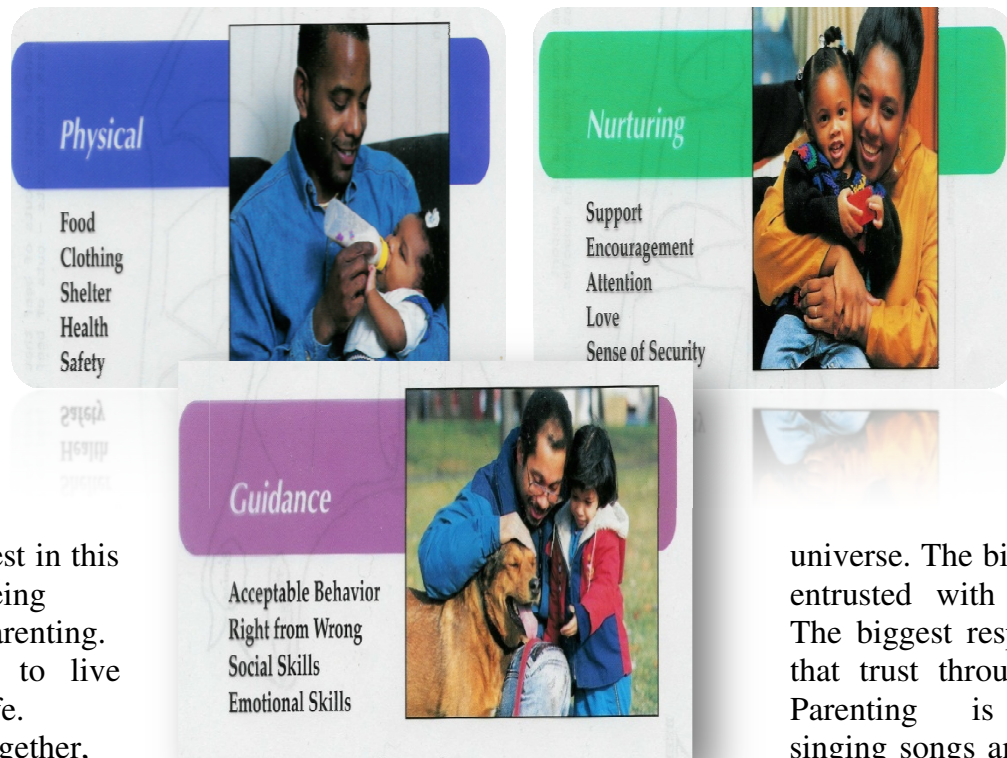 Physical
Food
Clothing
Shelter
Health
Safety
Nurturing
Support
Encouragement
Attention
Love
Sense of Security
Guidance
Acceptable Behavior
Right from Wrong
Social Skills
Emotional Skills
est in this
eing
arenting.
to live
fe.
gether,
universe. The bi
entrusted with
The biggest resp
that trust throu
Parenting is
singing songs an